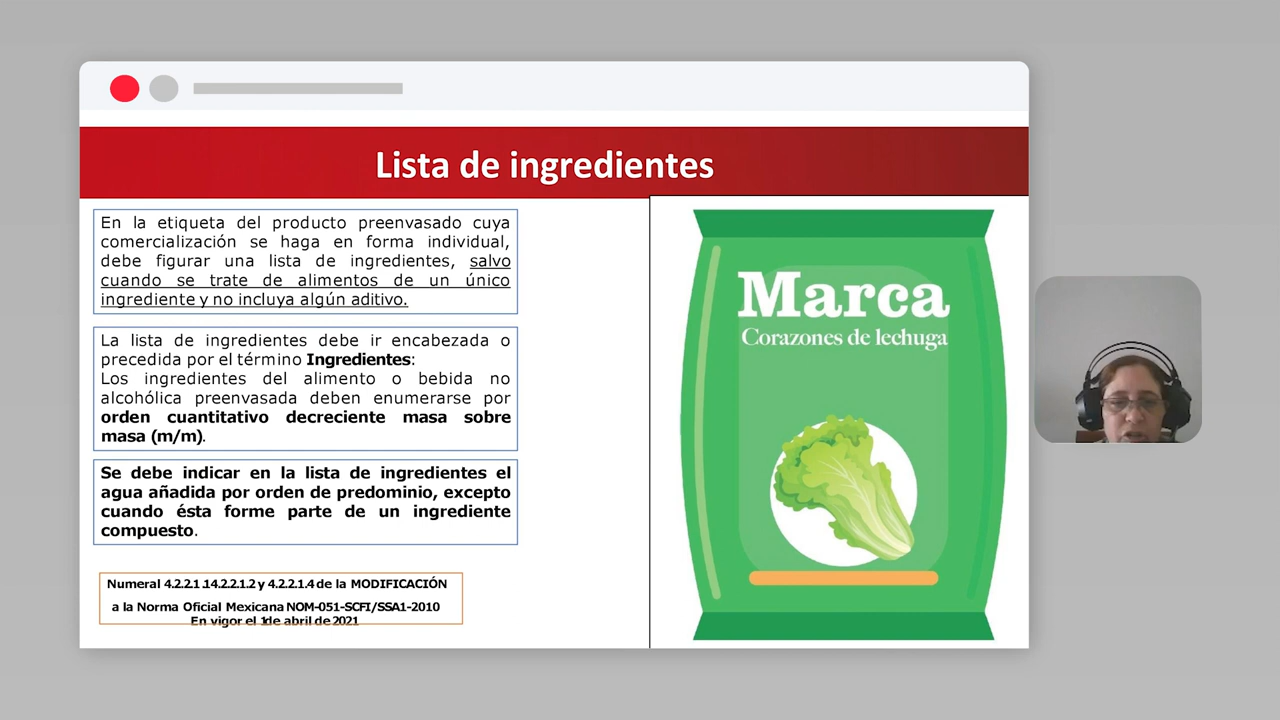 Lista de ingredientes
En la etiqueta del producto preenvasado cuya
comercialización se haga en forma individual,
debe figurar una lista de ingredientes, salvo
cuando se trate de alimentos de un único
ingrediente y no incluya algún aditivo.
La lista de ingredientes debe ir encabezada o
precedida por el término Ingredientes:
Los ingredientes del alimento o bebida no
alcohólica preenvasada deben enumerarse por
orden cuantitativo decreciente masa sobre
masa (m/m).
Se debe indicar en la lista de ingredientes el
agua añadida por orden de predominio, excepto
cuando ésta forme parte de un ingrediente
compuesto.
Numeral 4.2.2.1.1 4.2.2.1.2 y 4.2.2.1.4 de la MODIFICACIÓN
a la Norma Oficial Mexicana NOM-051-SCFI/SSA1-2010
En vigor el 1de abril de 2021
Marca
Corazones de lechuga